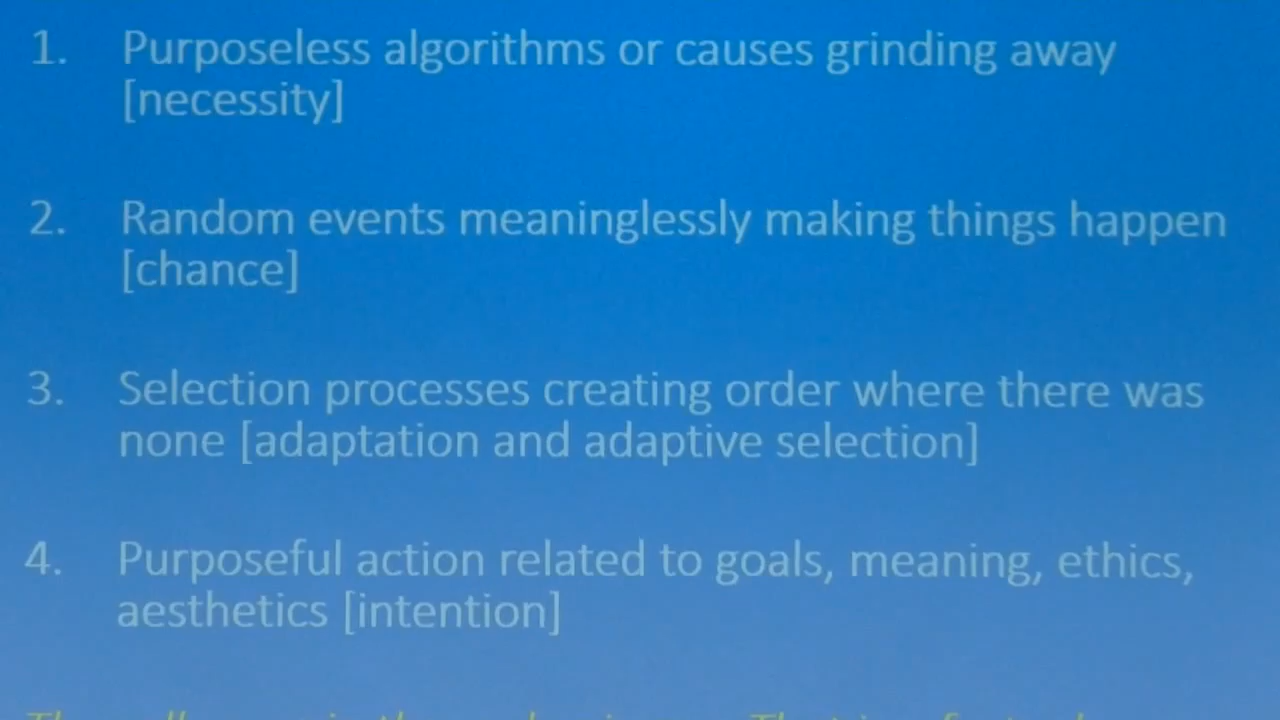 1. Purposeless algorithms or causes grinding away
[necessity]
2. Random events meaninglessly making things happen
[chance]
3. Selection processes creating order where there was
none [adaptation and adaptive selection]
4. Purposeful action related to goals, meaning, ethics,
aesthetics [intention]